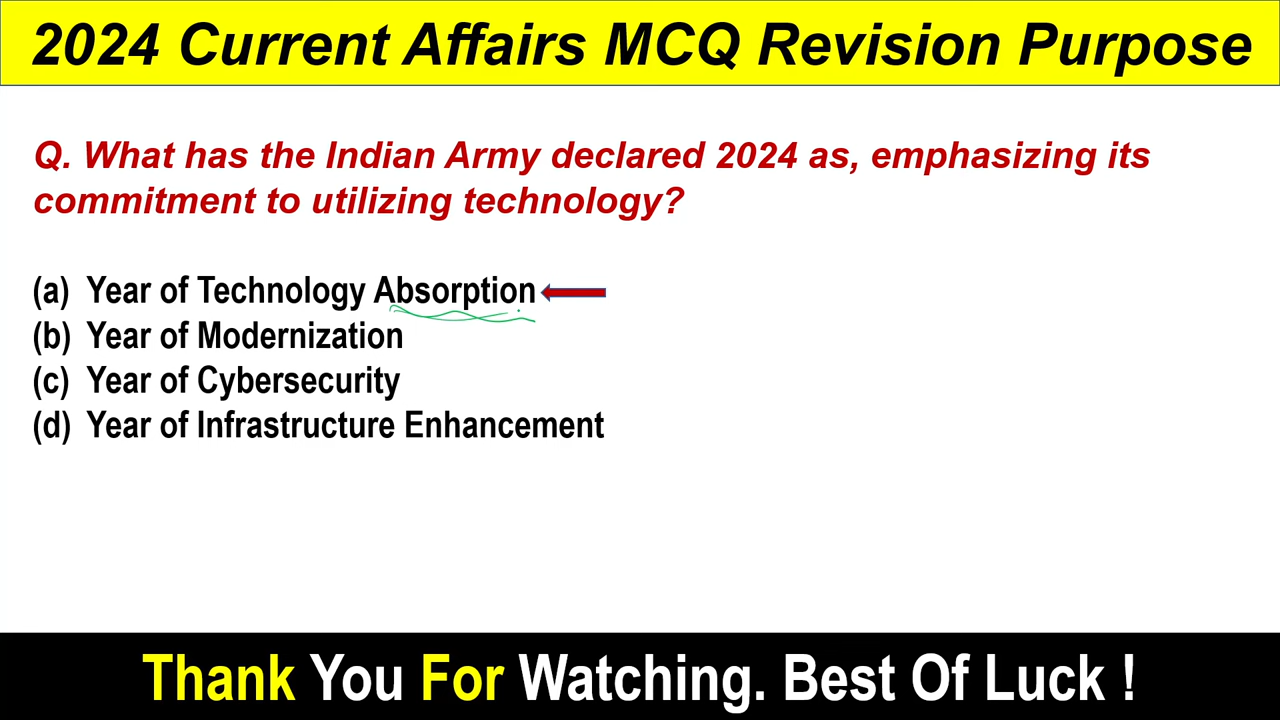 2024 Current Affairs MCQ Revision Purpose
Q. What has the Indian Army declared 2024 as, emphasizing its
commitment to utilizing technology?
(a) Year of Technology Absorption
(b) Year of Modernization
(c) Year of Cybersecurity
(d) Year of Infrastructure Enhancement
Thank You For Watching. Best Of Luck !